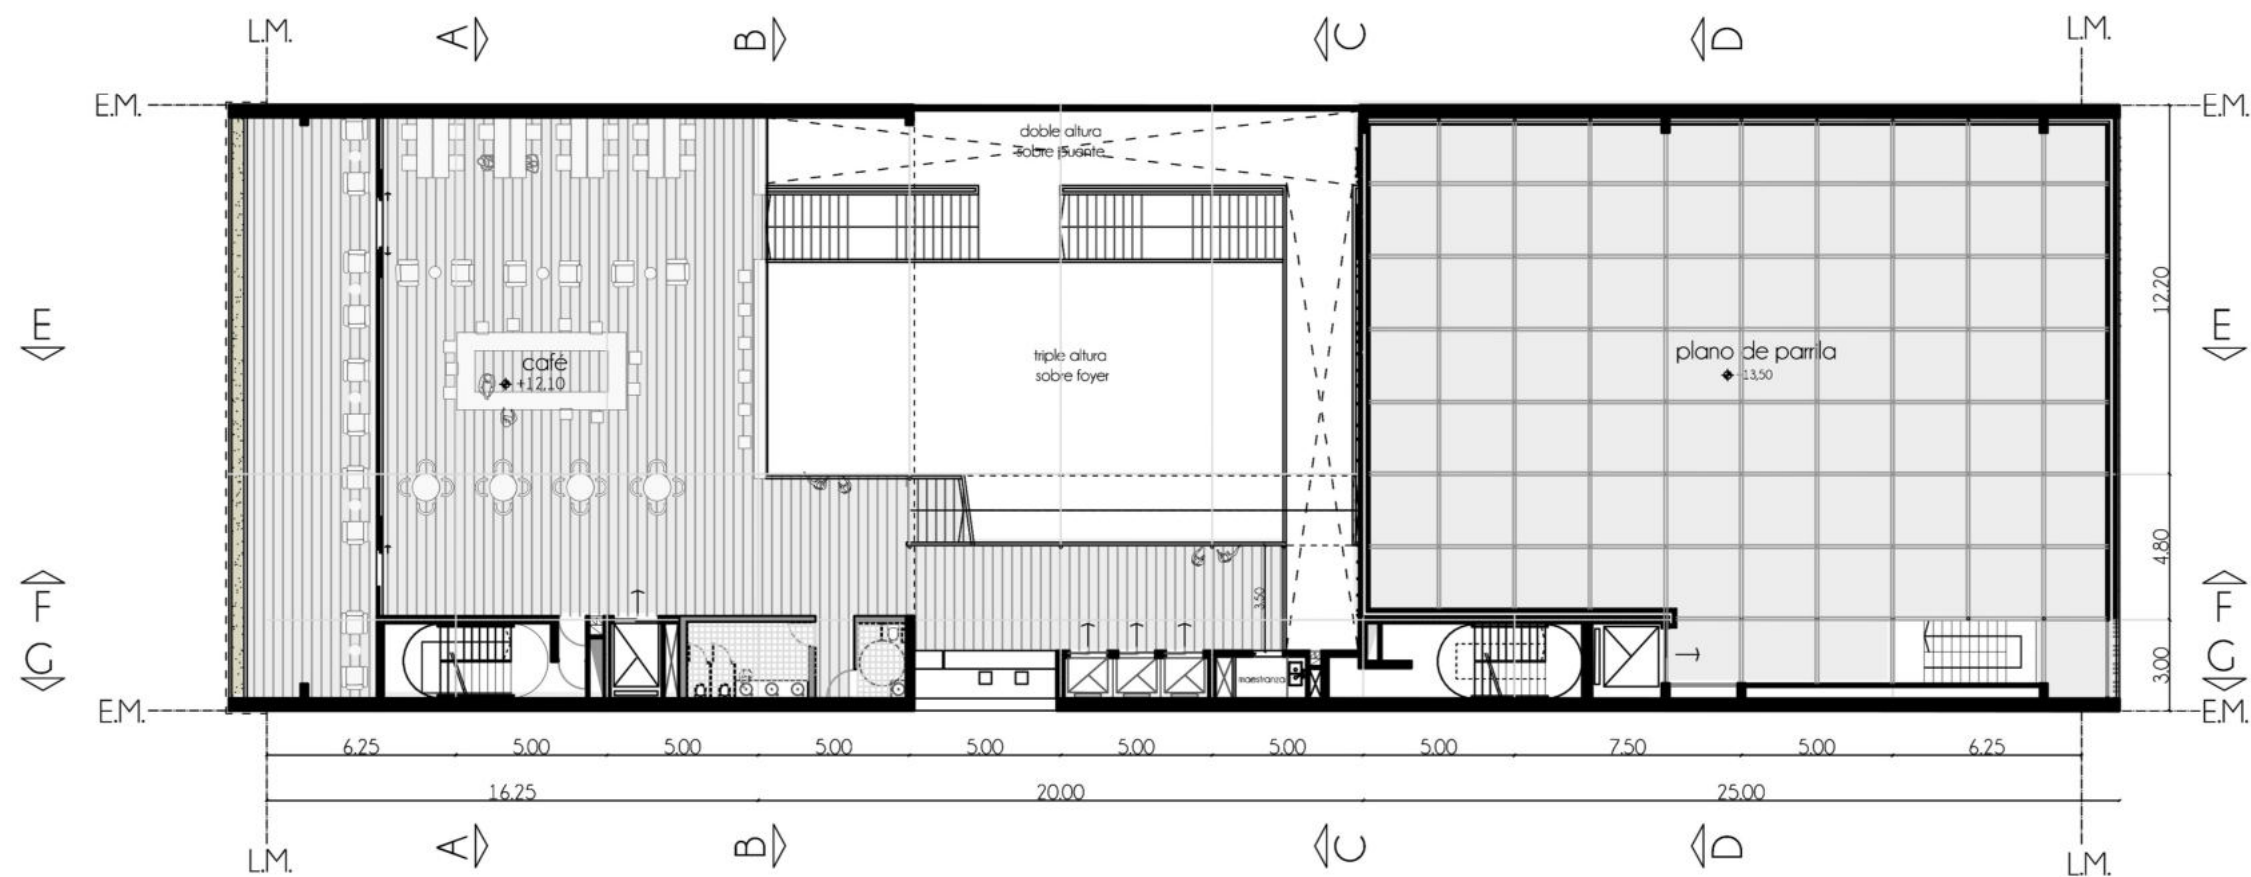 L.M.
A
B
C
D
L.M.
E.M.
E.M.
doble altura
sobre puente
12.20
E
E
café
+12,10
triple altura
sobre foyer
plano de parrila
13,50
4.80
F
F
3,50
G
G
3.00
maestranza
E.M.
E.M.
6.25 5.00 5.00 5.00 5.00 5.00 5.00 5.00 7.50 5.00 6.25
16.25 20.00 25.00
L.M.
A
B
C
D
L.M.